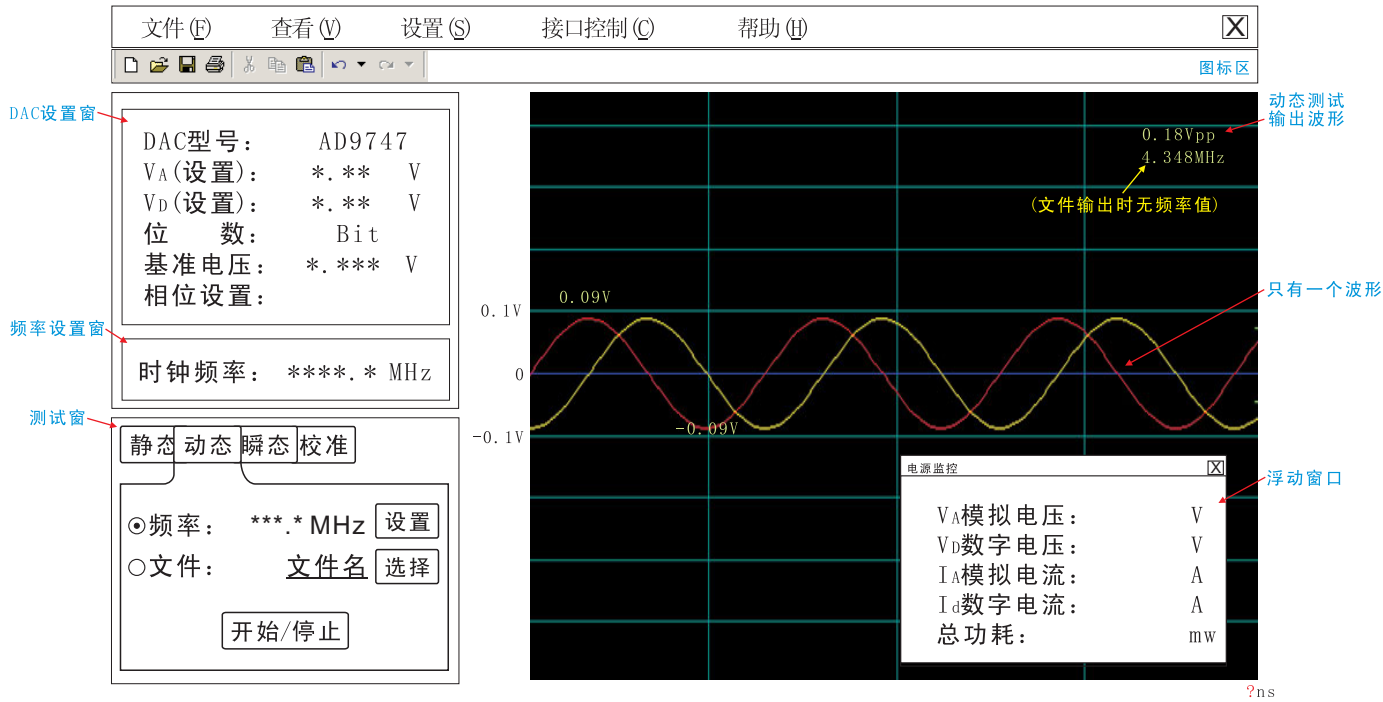 文件(F) 查看(V) 设置(S) 接口控制(C) 帮助(H) X
图标区
DAC设置窗
DAC型号： AD9747
VA(设置)： *.** V
VD(设置)： *.** V
位 数： Bit
基准电压： *.*** V
相位设置：
频率设置窗
时钟频率： ****.* MHz
测试窗
静态 动态 瞬态 校准
频率： ***.* MHz 设置
文件： 文件名 选择
开始/停止
动态测试
输出波形
0.18Vpp
4.348MHz
(文件输出时无频率值)
只有一个波形
0.09V
0.1V
0
-0.09V
-0.1V
电源监控 X
浮动窗口
VA模拟电压： V
VD数字电压： V
IA模拟电流： A
Id数字电流： A
总功耗： mw
?ns